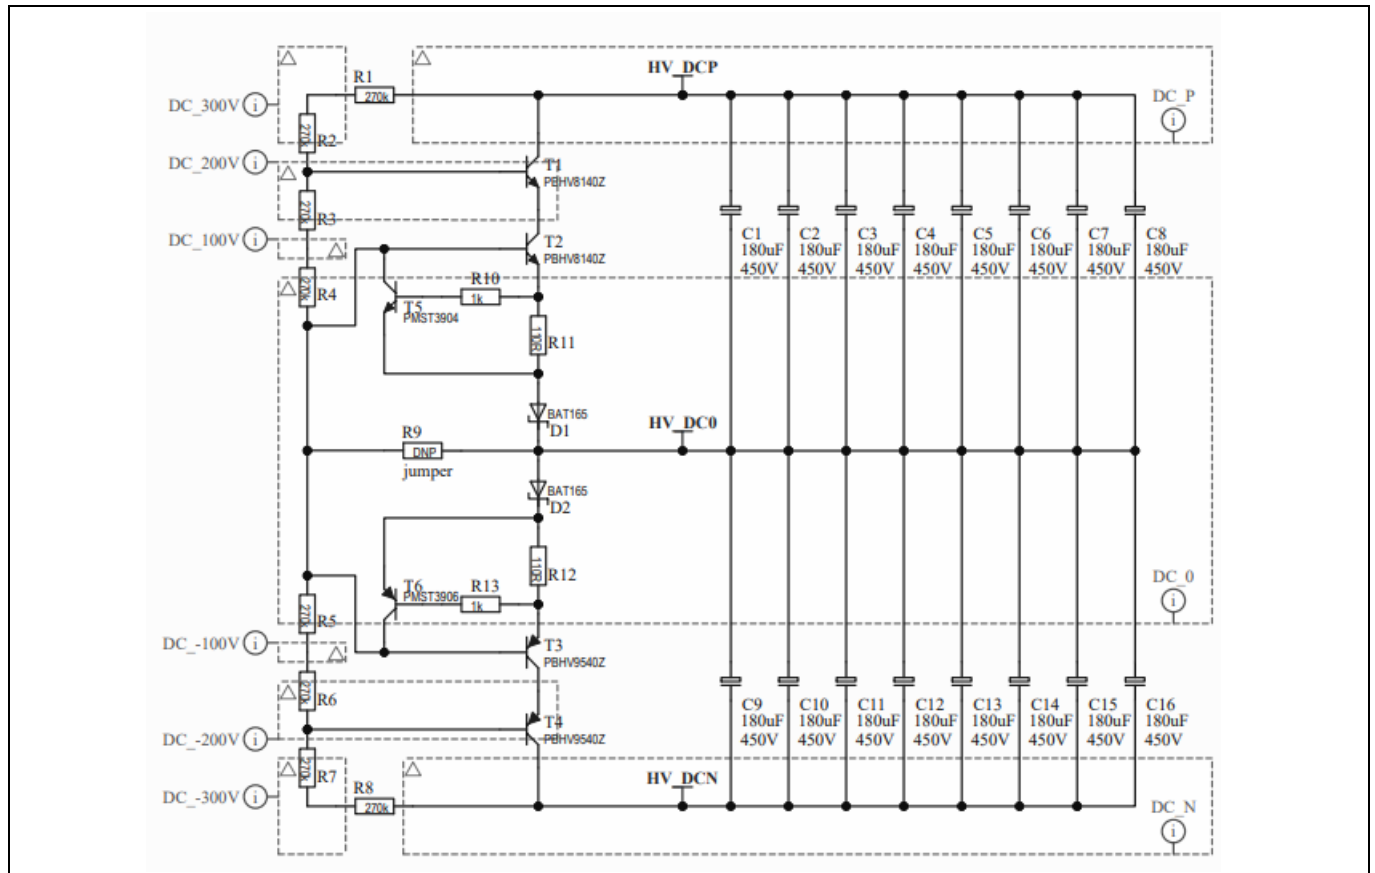 HV_DCP
R1
270k
DC_300V
i
DC_P
i
270k
R2
DC_200V
i
T1
PBHV8140Z
270k
R3
C1
C2
C3
C4
C5
C6
C7
C8
180uF
180uF
180uF
180uF
180uF
180uF
180uF
180uF
450V
450V
450V
450V
450V
450V
450V
450V
DC_100V
i
T2
PBHV8140Z
270k
R4
R10
1k
T5
PMST3904
110R
R11
BAT165
D1
HV_DC0
R9
DNP
jumper
BAT165
D2
110R
R12
DC_0
i
T6
PMST3906
R13
1k
270k
R5
DC_-100V
i
T3
PBHV9540Z
270k
R6
C9
C10
C11
C12
C13
C14
C15
C16
180uF
180uF
180uF
180uF
180uF
180uF
180uF
180uF
450V
450V
450V
450V
450V
450V
450V
450V
DC_-200V
i
T4
PBHV9540Z
270k
R7
HV_DCN
R8
270k
DC_-300V
i
DC_N
i